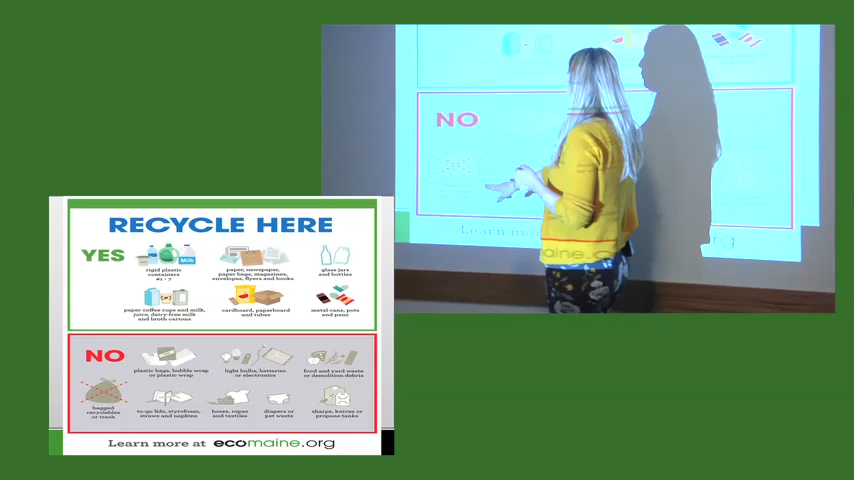 RECYCLE HERE
YES
Milk
rigid plastic
containers
#1 - 7
paper, newspaper,
paper bags, magazines,
envelopes, flyers and books
glass jars
and bottles
paper coffee cups and milk,
juice, dairy-free milk
and broth cartons
cardboard, paperboard
and tubes
metal cans, pots
and pans
NO
plastic bags, bubble wrap
or plastic wrap
light bulbs, batteries
or electronics
food and yard waste
or demolition debris
bagged
recyclables
or trash
to-go lids, styrofoam,
straws and napkins
hoses, ropes
and textiles
diapers or
pet waste
sharps, knives or
propane tanks
Learn more at ecomaine.org
NO
Learn mo
aine.o
rg